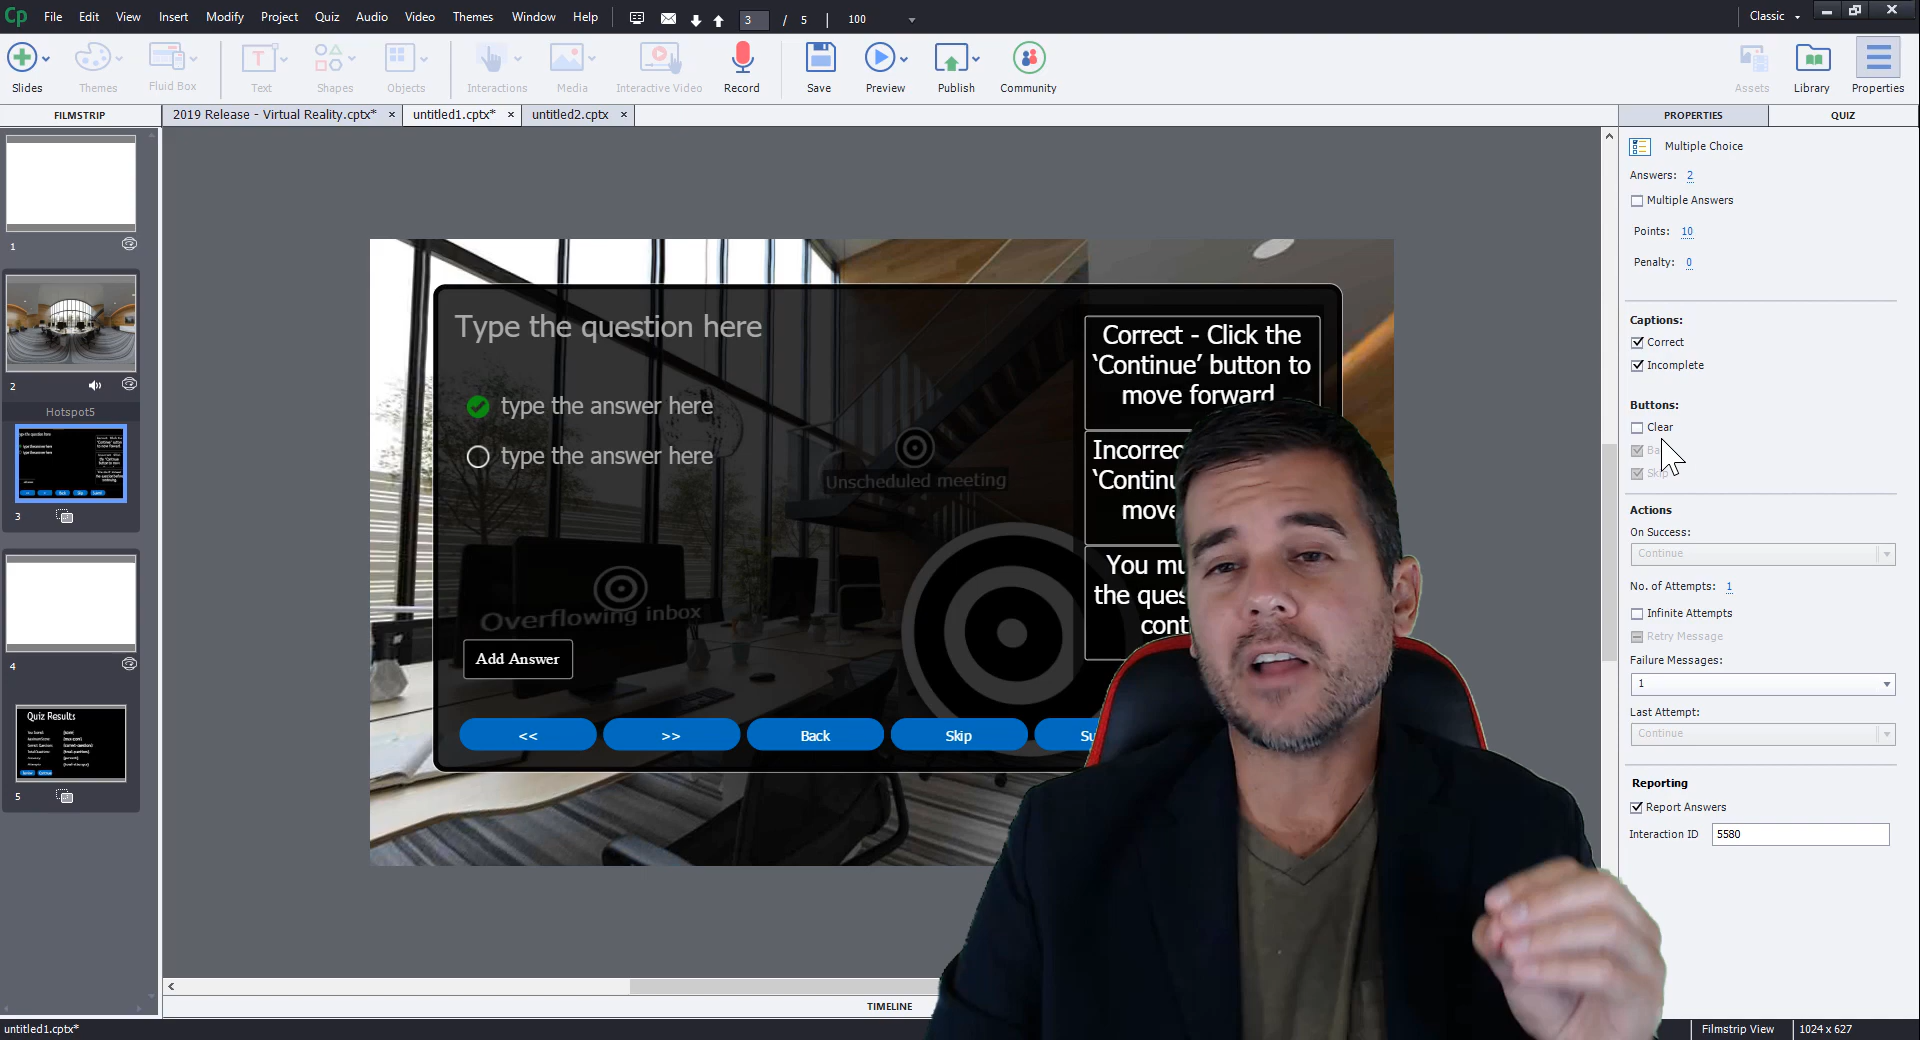 Cp File Edit View Insert Modify Project Quiz Audio Video Themes Window Help 3 / 5 100 Classic
Slides Themes Fluid Box Text Shapes Objects Interactions Media Interactive Video Record Save Preview Publish Community Assets Library Properties
FILMSTRIP 2019 Release - Virtual Reality.cptx* untitled1.cptx* untitled2.cptx PROPERTIES QUIZ
1
2
Hotspot5
3
4
Quiz Results
5
Type the question here
type the answer here
type the answer here
Unscheduled meeting
Overflowing inbox
Add Answer
<< >> Back Skip
Correct - Click the
‘Continue’ button to
move forward
move
You
the
Multiple Choice
Answers: 2
Multiple Answers
Points: 10
Penalty: 0
Captions:
Correct
Incomplete
Buttons:
Clear
Skip
Actions
On Success:
Continue
No. of Attempts: 1
Infinite Attempts
Retry Message
Failure Messages:
1
Last Attempt:
Continue
Reporting
Report Answers
Interaction ID 5580
TIMELINE
untitled1.cptx* Filmstrip View 1024 x 627